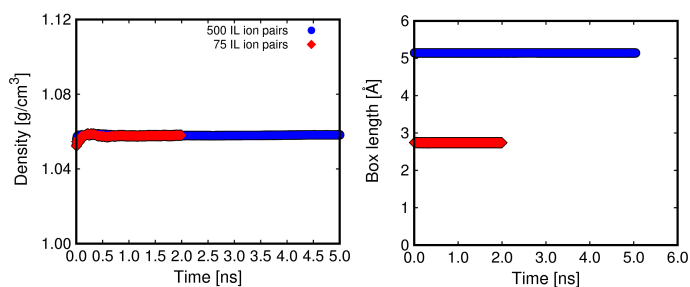 1.12
1.08
1.04
1.00
Density [g/cm³]
500 IL ion pairs
75 IL ion pairs
0.0 0.5 1.0 1.5 2.0 2.5 3.0 3.5 4.0 4.5 5.0
Time [ns]
6
5
4
3
2
1
0
Box length [Å]
0.0 1.0 2.0 3.0 4.0 5.0 6.0
Time [ns]